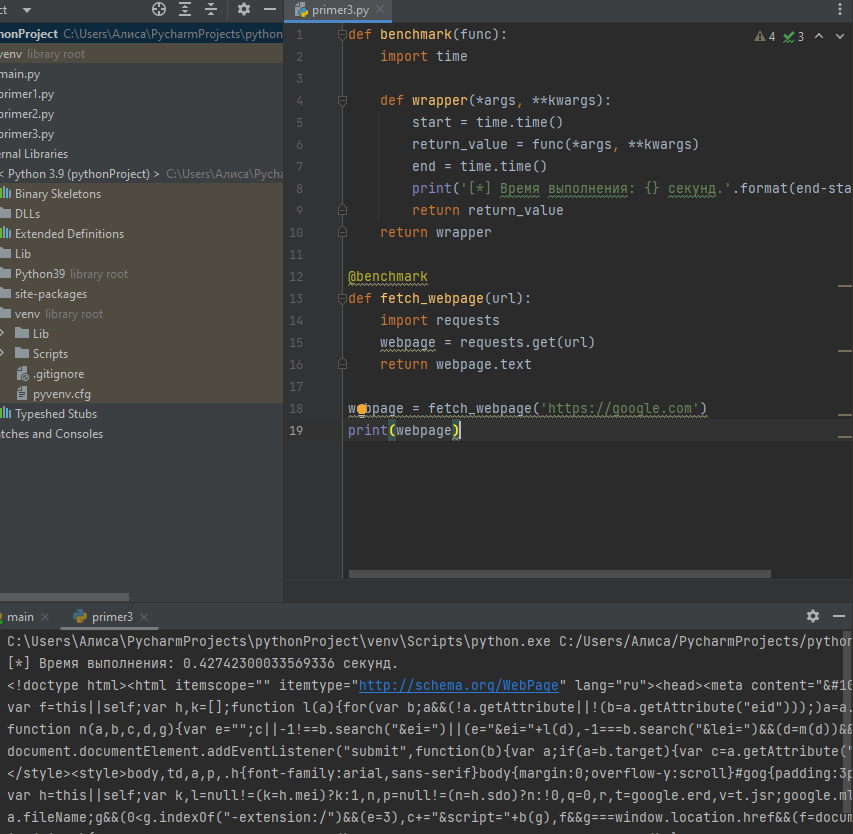 ct
primer3.py
honProject C:\Users\Алиса\PycharmProjects\python
venv library root
main.py
primer1.py
primer2.py
primer3.py
ernal Libraries
< Python 3.9 (pythonProject) > C:\Users\Алиса\Pycha
Binary Skeletons
DLLs
Extended Definitions
Lib
Python39 library root
site-packages
venv library root
Lib
Scripts
.gitignore
pyvenv.cfg
Typeshed Stubs
atches and Consoles
4 3
1 def benchmark(func):
2 import time
3
4 def wrapper(*args, **kwargs):
5 start = time.time()
6 return_value = func(*args, **kwargs)
7 end = time.time()
8 print('[*] Время выполнения: {} секунд.'.format(end-sta
9 return return_value
10 return wrapper
11
12 @benchmark
13 def fetch_webpage(url):
14 import requests
15 webpage = requests.get(url)
16 return webpage.text
17
18 webpage = fetch_webpage('https://google.com')
19 print(webpage)
main primer3
C:\Users\Алиса\PycharmProjects\pythonProject\venv\Scripts\python.exe C:/Users/Алиса/PycharmProjects/python
[*] Время выполнения: 0.42742300033569336 секунд.
<!doctype html><html itemscope="" itemtype="http://schema.org/WebPage" lang="ru"><head><meta content="&#10
var f=this||self;var h,k=[];function l(a){for(var b;a&&(!a.getAttribute||!(b=a.getAttribute("eid")));)a=a.
function n(a,b,c,d,g){var e="";c||-1!==b.search("&ei=")||(e="&ei="+l(d),-1===b.search("&lei=")&&(d=m(d))&&
document.documentElement.addEventListener("submit",function(b){var a;if(a=b.target){var c=a.getAttribute("
</style><style>body,td,a,p,.h{font-family:arial,sans-serif}body{margin:0;overflow-y:scroll}#gog{padding:3p
var h=this||self;var k,l=null!=(k=h.mei)?k:1,n,p=null!=(n=h.sdo)?n:!0,q=0,r,t=google.erd,v=t.jsr;google.ml
a.fileName;g&&(0<g.indexOf("-extension:/")&&(e=3),c+="&script="+b(g),f&&g===window.location.href&&(f=docum